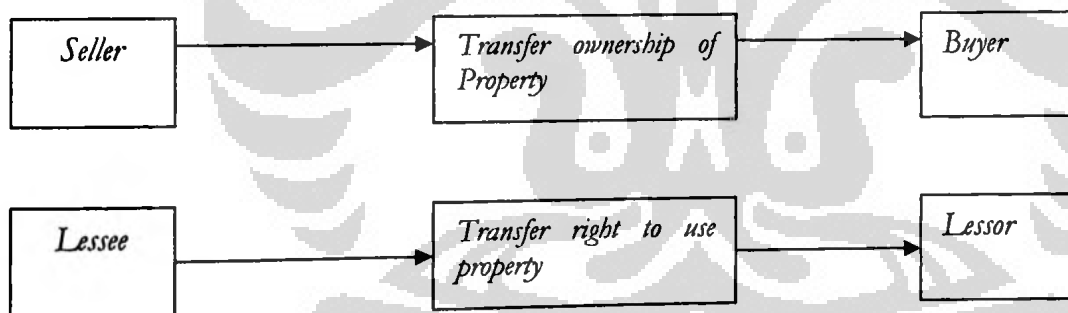 Seller
Transfer ownership of
Property
Buyer
Lessee
Transfer right to use
property
Lessor